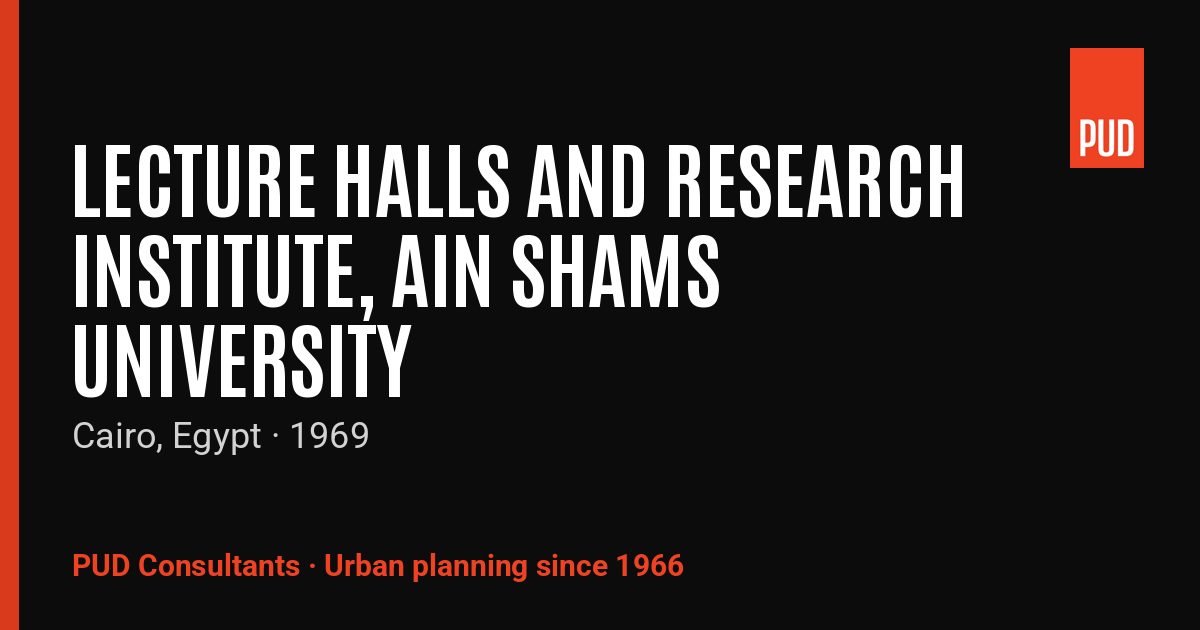 PUD
LECTURE HALLS AND RESEARCH
INSTITUTE, AIN SHAMS
UNIVERSITY
Cairo, Egypt · 1969
PUD Consultants · Urban planning since 1966